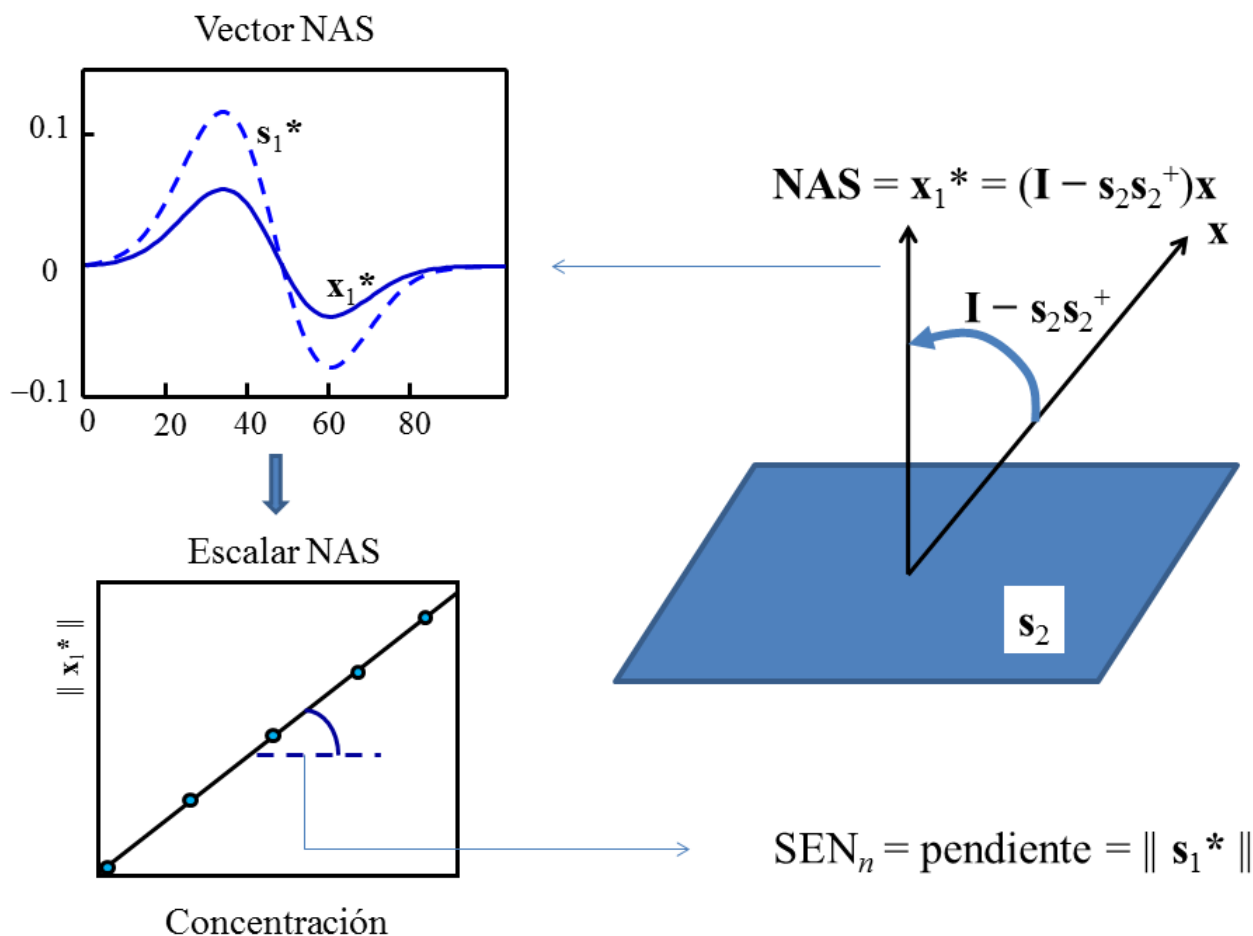 Vector NAS
0.1
0
−0.1
0 20 40 60 80
s₁*
x₁*
NAS = x₁* = (I − s₂s₂⁺)x
x
I − s₂s₂⁺
s₂
Escalar NAS
‖ x₁* ‖
Concentración
SENₙ = pendiente = ‖ s₁* ‖